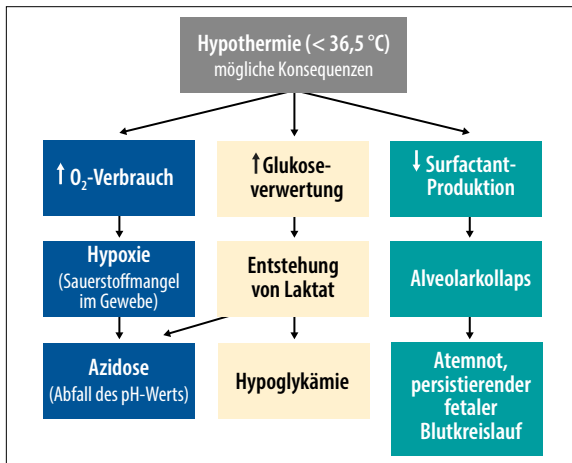 Hypothermie (< 36,5 °C)
mögliche Konsequenzen
↑ O₂-Verbrauch
↑ Glukose-
verwertung
↓ Surfactant-
Produktion
Hypoxie
(Sauerstoffmangel
im Gewebe)
Entstehung
von Laktat
Alveolarkollaps
Azidose
(Abfall des pH-Werts)
Hypoglykämie
Atemnot,
persistierender
fetaler
Blutkreislauf